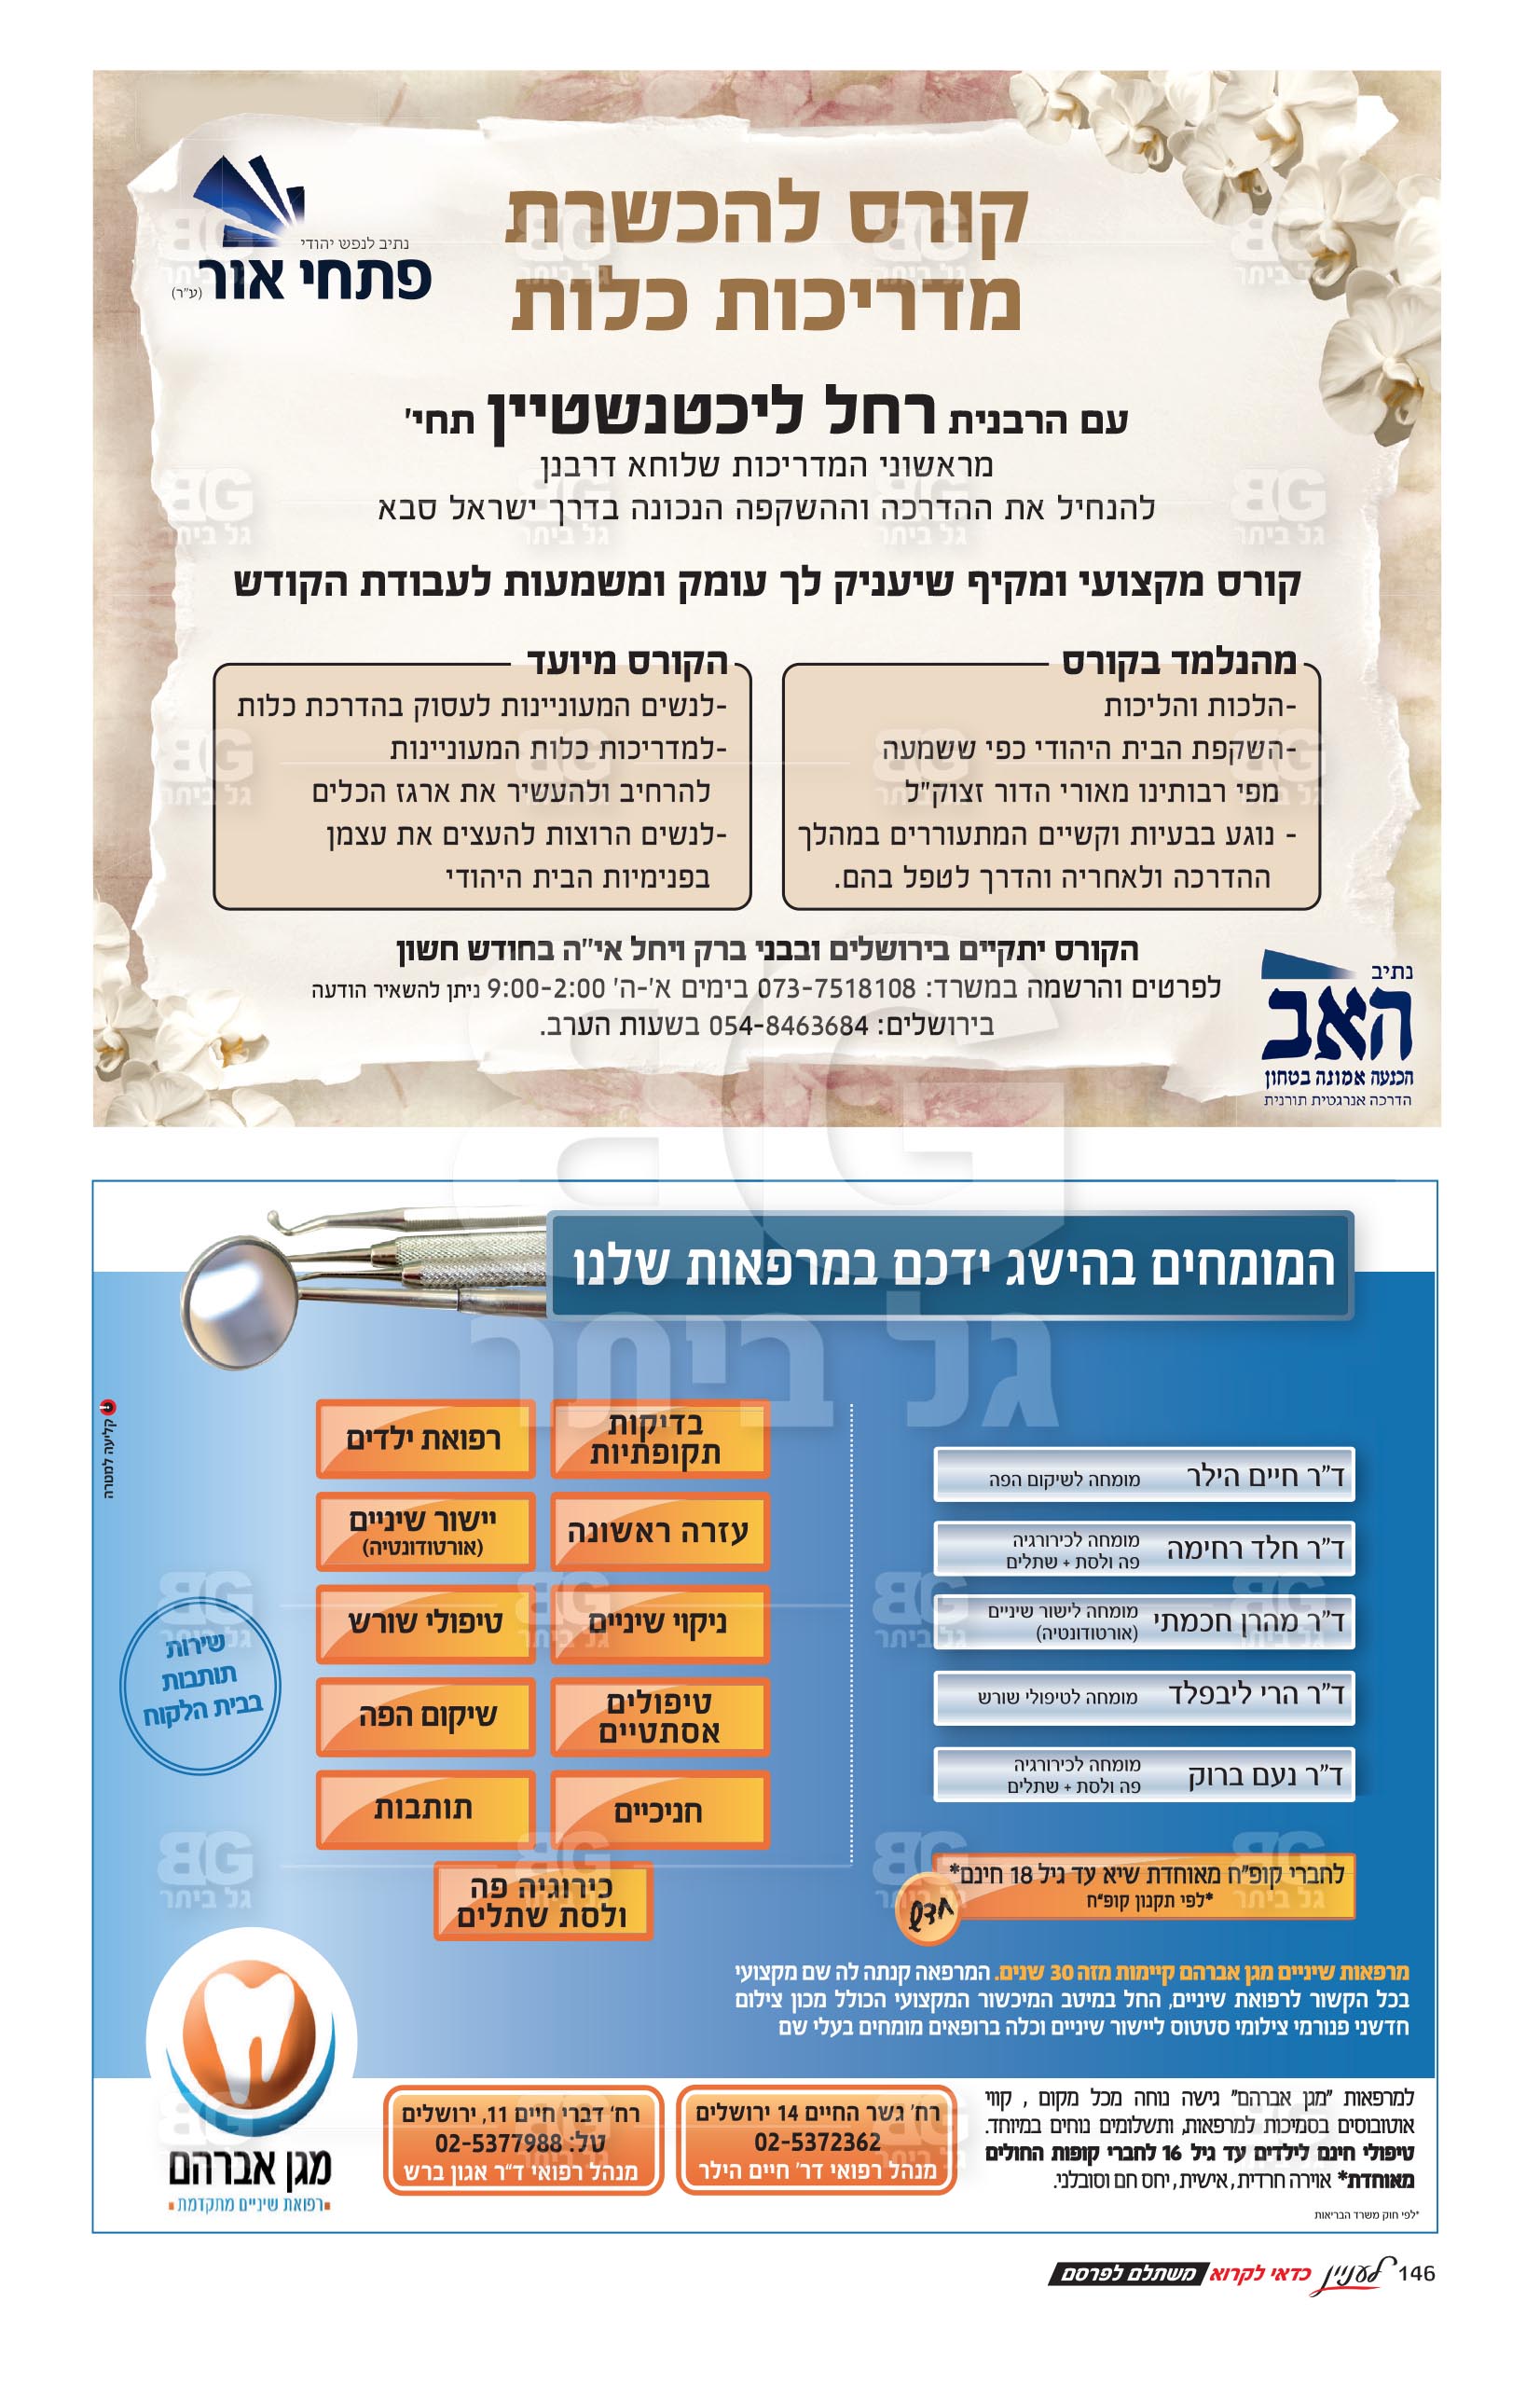 נתיב לנפש יהודי
פתחי אור (ע"ר)
קורס להכשרת
מדריכות כלות
עם הרבנית רחל ליכטנשטיין תחי'
מראשוני המדריכות שלוחא דרבנן
להנחיל את ההדרכה וההשקפה הנכונה בדרך ישראל סבא
קורס מקצועי ומקיף שיעניק לך עומק ומשמעות לעבודת הקודש
מהנלמד בקורס
-הלכות והליכות
-השקפת הבית היהודי כפי ששמעה
מפי רבותינו מאורי הדור זצוק"ל
- נוגע בבעיות וקשיים המתעוררים במהלך
ההדרכה ולאחריה והדרך לטפל בהם.
הקורס מיועד
-לנשים המעוניינות לעסוק בהדרכת כלות
-למדריכות כלות המעוניינות
להרחיב ולהעשיר את ארגז הכלים
-לנשים הרוצות להעצים את עצמן
בפנימיות הבית היהודי
הקורס יתקיים בירושלים ובבני ברק ויחל אי"ה בחודש חשון
לפרטים והרשמה במשרד: 073-7518108 בימים א'-ה' 9:00-2:00 ניתן להשאיר הודעה
בירושלים: 054-8463684 בשעות הערב.
נתיב
האב
הכנעה אמונה בטחון
הדרכה אנרגטית תורנית
המומחים בהישג ידכם במרפאות שלנו
ד"ר חיים הילר מומחה לשיקום הפה
ד"ר חלד רחימה מומחה לכירורגיה
פה ולסת + שתלים
ד"ר מהרן חכמתי מומחה לישור שיניים
(אורטודונטיה)
ד"ר הרי ליבפלד מומחה לטיפולי שורש
ד"ר נעם ברוק מומחה לכירורגיה
פה ולסת + שתלים
לחברי קופ"ח מאוחדת שיא עד גיל 18 חינם*
*לפי תקנון קופ"ח
חדש
בדיקות
תקופתיות
רפואת ילדים
עזרה ראשונה
יישור שיניים
(אורטודונטיה)
ניקוי שיניים
טיפולי שורש
טיפולים
אסתטיים
שיקום הפה
חניכיים
תותבות
כירוגיה פה
ולסת שתלים
שירות
תותבות
בבית הלקוח
קליעה למטרה
מרפאות שיניים מגן אברהם קיימות מזה 30 שנים. המרפאה קנתה לה שם מקצועי
בכל הקשור לרפואת שיניים, החל במיטב המיכשור המקצועי הכולל מכון צילום
חדשני פנורמי צילומי סטטוס ליישור שיניים וכלה ברופאים מומחים בעלי שם
למרפאות "מגן אברהם" גישה נוחה מכל מקום , קווי
אוטובוסים בסמיכות למרפאות, ותשלומים נוחים במיוחד.
טיפולי חינם לילדים עד גיל 16 לחברי קופות החולים
מאוחדת* אוירה חרדית, אישית, יחס חם וסובלני.
*לפי חוק משרד הבריאות
רח' גשר החיים 14 ירושלים
02-5372362
מנהל רפואי דר' חיים הילר
רח' דברי חיים 11, ירושלים
טל: 02-5377988
מנהל רפואי ד"ר אגון ברש
מגן אברהם
רפואת שיניים מתקדמת
146 לעניין כדאי לקרוא משתלם לפרסם
BG
גל ביתר